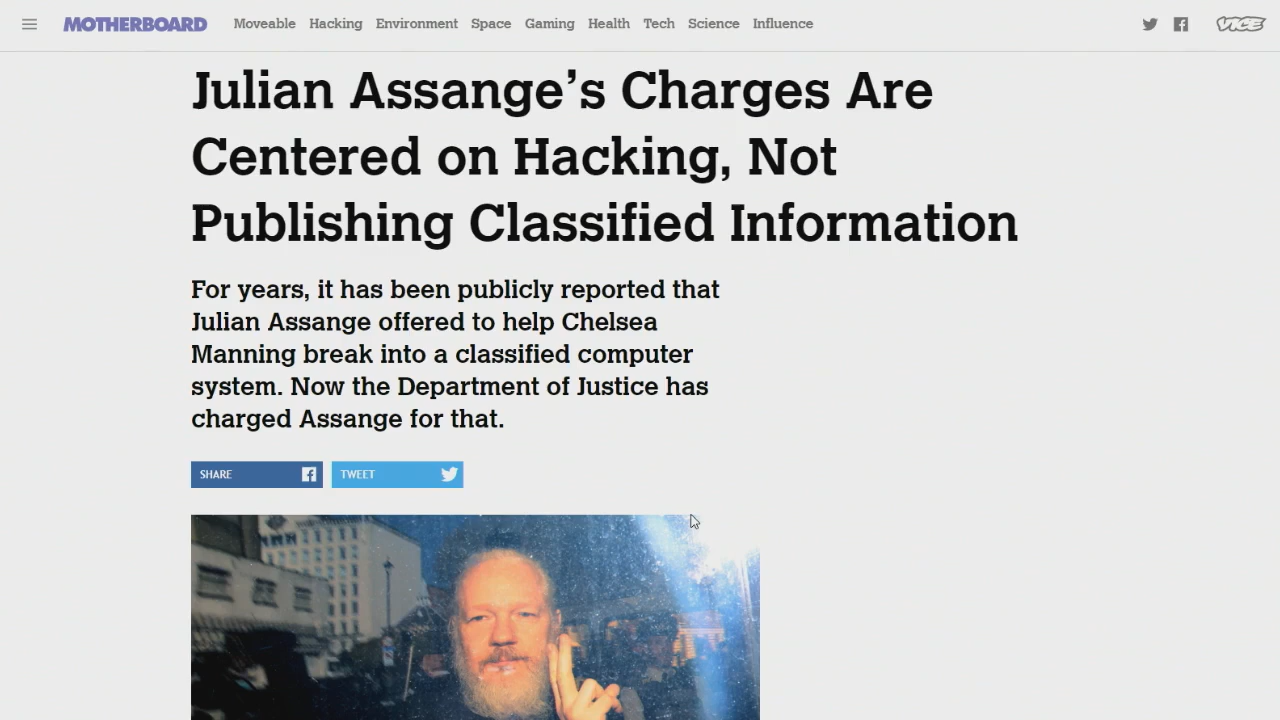 MOTHERBOARD Moveable Hacking Environment Space Gaming Health Tech Science Influence VICE
Julian Assange’s Charges Are
Centered on Hacking, Not
Publishing Classified Information
For years, it has been publicly reported that
Julian Assange offered to help Chelsea
Manning break into a classified computer
system. Now the Department of Justice has
charged Assange for that.
SHARE TWEET